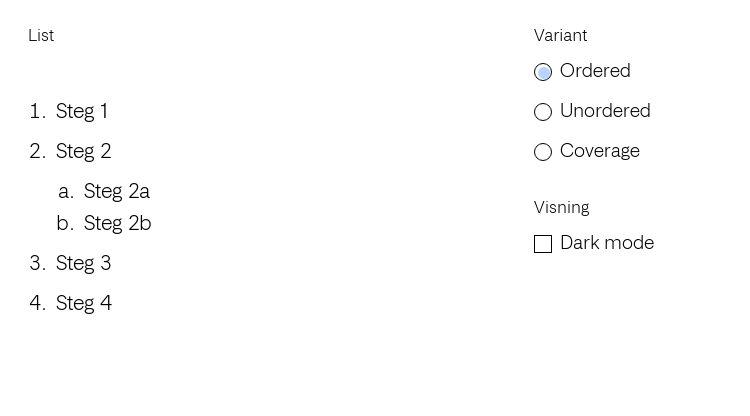 List
1. Steg 1
2. Steg 2
a. Steg 2a
b. Steg 2b
3. Steg 3
4. Steg 4
Variant
Ordered
Unordered
Coverage
Visning
Dark mode